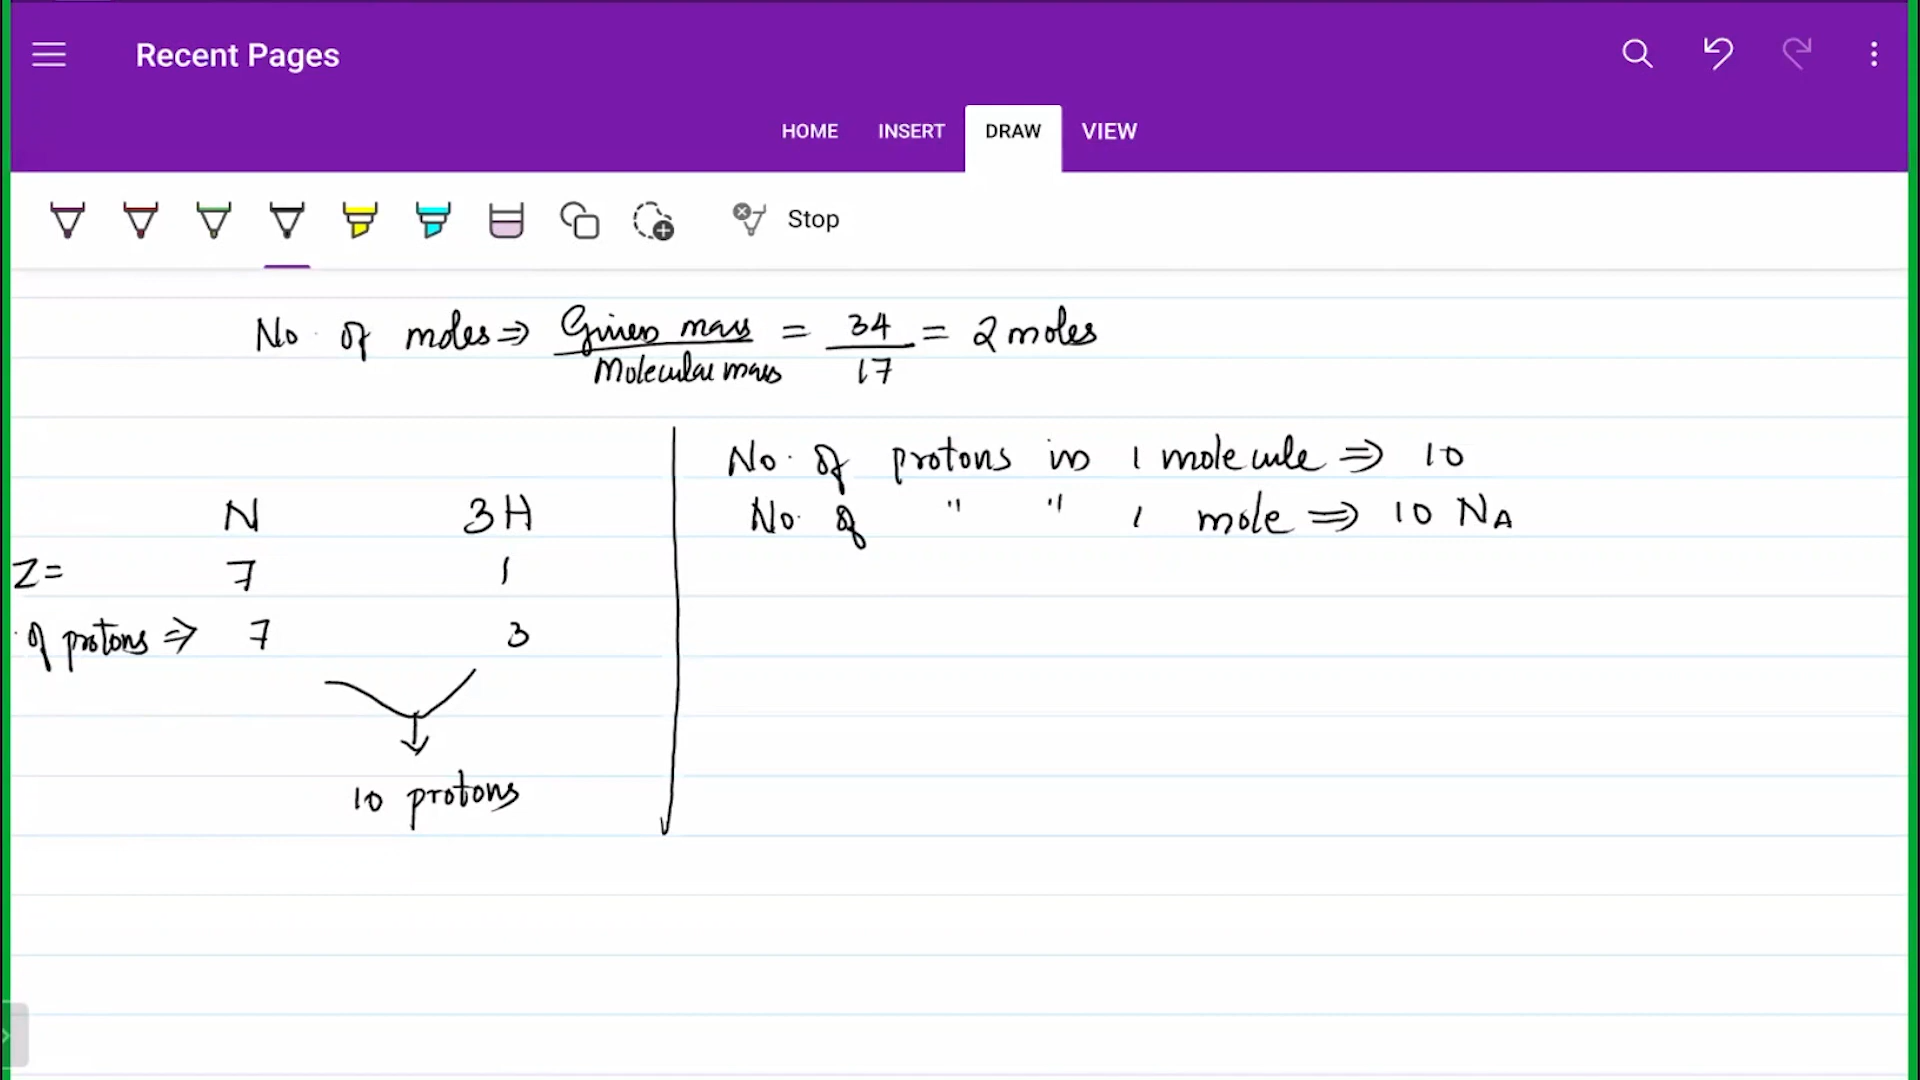 Recent Pages
HOME INSERT DRAW VIEW
Stop
No. of moles ⇒ Given mass / Molecular mass = 34 / 17 = 2 moles
N 3H
Z= 7 1
. of protons ⇒ 7 3
10 protons
No. of protons in 1 molecule ⇒ 10
No. of " " 1 mole ⇒ 10 NA